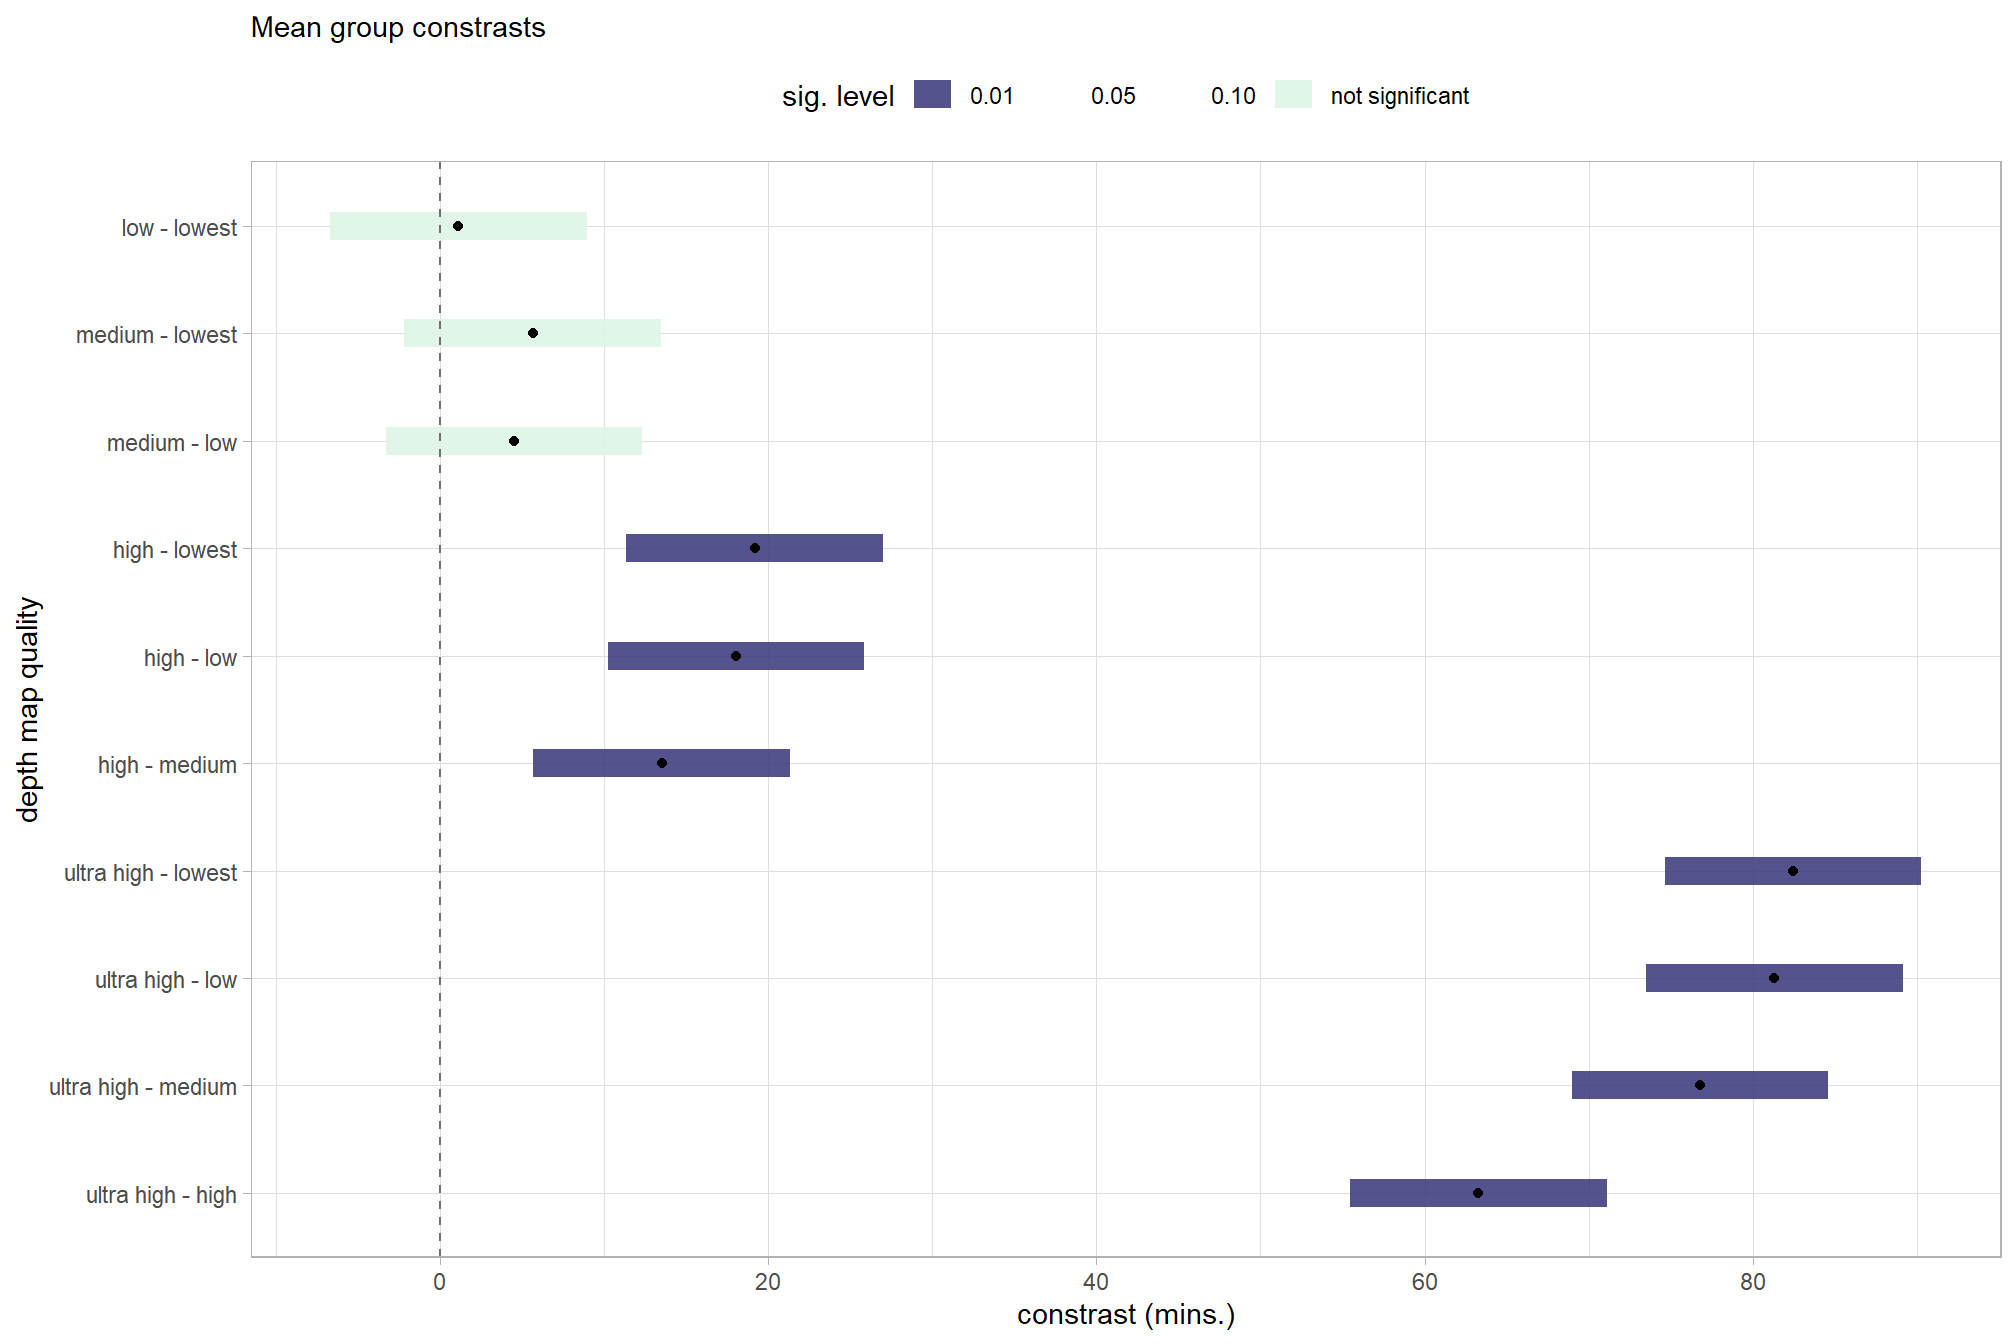 Mean group constrasts
sig. level 0.01 0.05 0.10 not significant
low - lowest
medium - lowest
medium - low
high - lowest
high - low
high - medium
ultra high - lowest
ultra high - low
ultra high - medium
ultra high - high
depth map quality
0 20 40 60 80
constrast (mins.)